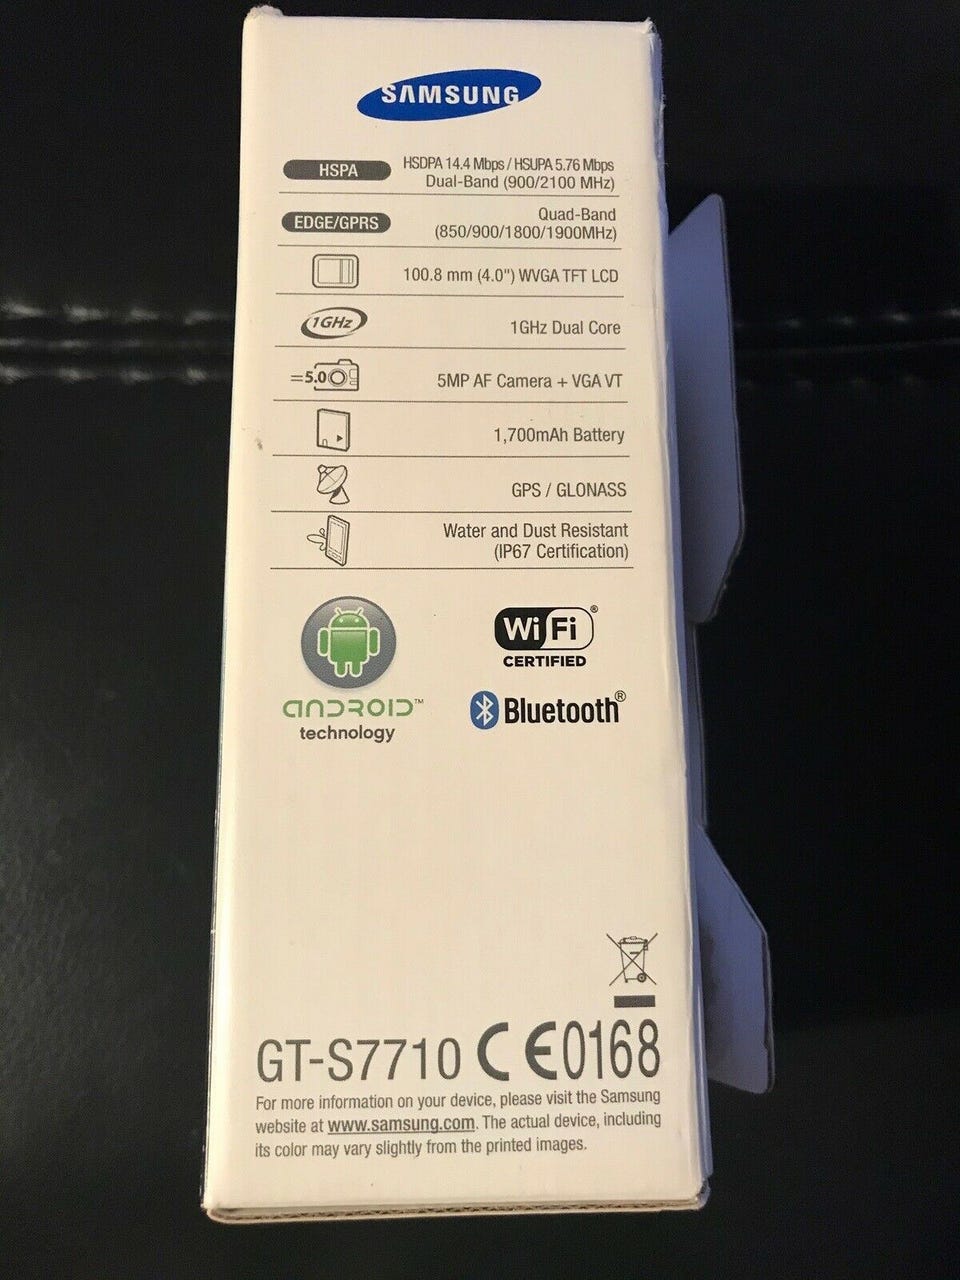 SAMSUNG
HSPA
HSDPA 14.4 Mbps / HSUPA 5.76 Mbps
Dual-Band (900/2100 MHz)
EDGE/GPRS
Quad-Band
(850/900/1800/1900MHz)
100.8 mm (4.0") WVGA TFT LCD
1GHz
1GHz Dual Core
=5.0
5MP AF Camera + VGA VT
1,700mAh Battery
GPS / GLONASS
Water and Dust Resistant
(IP67 Certification)
Wi Fi®
CERTIFIED
ANDROID™
technology
Bluetooth®
GT-S7710 CE0168
For more information on your device, please visit the Samsung
website at www.samsung.com. The actual device, including
its color may vary slightly from the printed images.